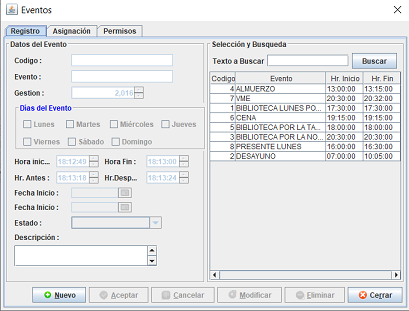 Eventos
Registro Asignación Permisos
Datos del Evento
Codigo :
Evento :
Gestion : 2,016
Dias del Evento
Lunes Martes Miércoles Jueves
Viernes Sábado Domingo
Hora inic... 18:12:49 Hora Fin : 18:13:00
Hr. Antes : 18:13:18 Hr.Desp... 18:13:24
Fecha Inicio :
Fecha Inicio :
Estado :
Descripción :
Selección y Busqueda
Texto a Buscar Buscar
Codigo Evento Hr. Inicio Hr. Fin
4 ALMUERZO 13:00:00 13:15:00
7 VME 20:30:00 20:32:00
1 BIBLIOTECA LUNES PO... 17:30:00 17:30:00
6 CENA 19:15:00 19:15:00
5 BIBLIOTECA POR LA TA... 18:00:00 18:00:00
3 BIBLIOTECA POR LA NO... 20:30:00 20:30:00
8 PRESENTE LUNES 16:00:00 16:30:00
2 DESAYUNO 07:00:00 10:05:00
Nuevo Aceptar Cancelar Modificar Eliminar Cerrar